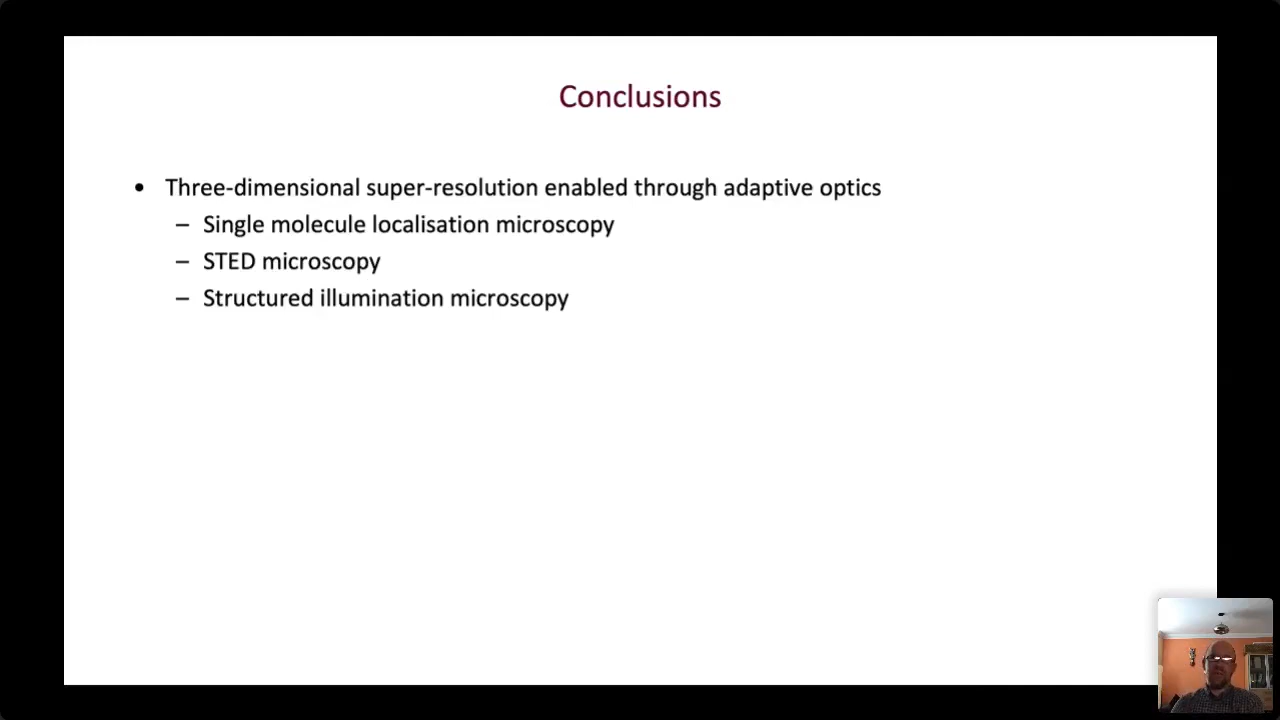 Conclusions
• Three-dimensional super-resolution enabled through adaptive optics
– Single molecule localisation microscopy
– STED microscopy
– Structured illumination microscopy